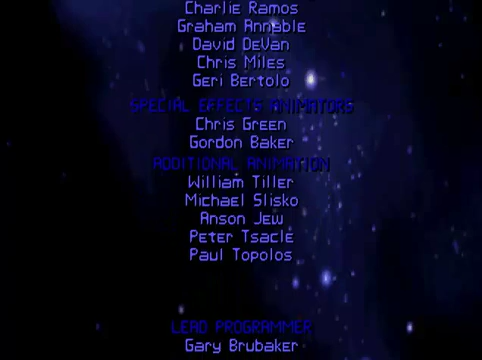 Charlie Ramos
Graham Annable
David DeVan
Chris Miles
Geri Bertolo
SPECIAL EFFECTS ANIMATORS
Chris Green
Gordon Baker
ADDITIONAL ANIMATION
William Tiller
Michael Slisko
Anson Jew
Peter Tsacle
Paul Topolos
LEAD PROGRAMMER
Gary Brubaker